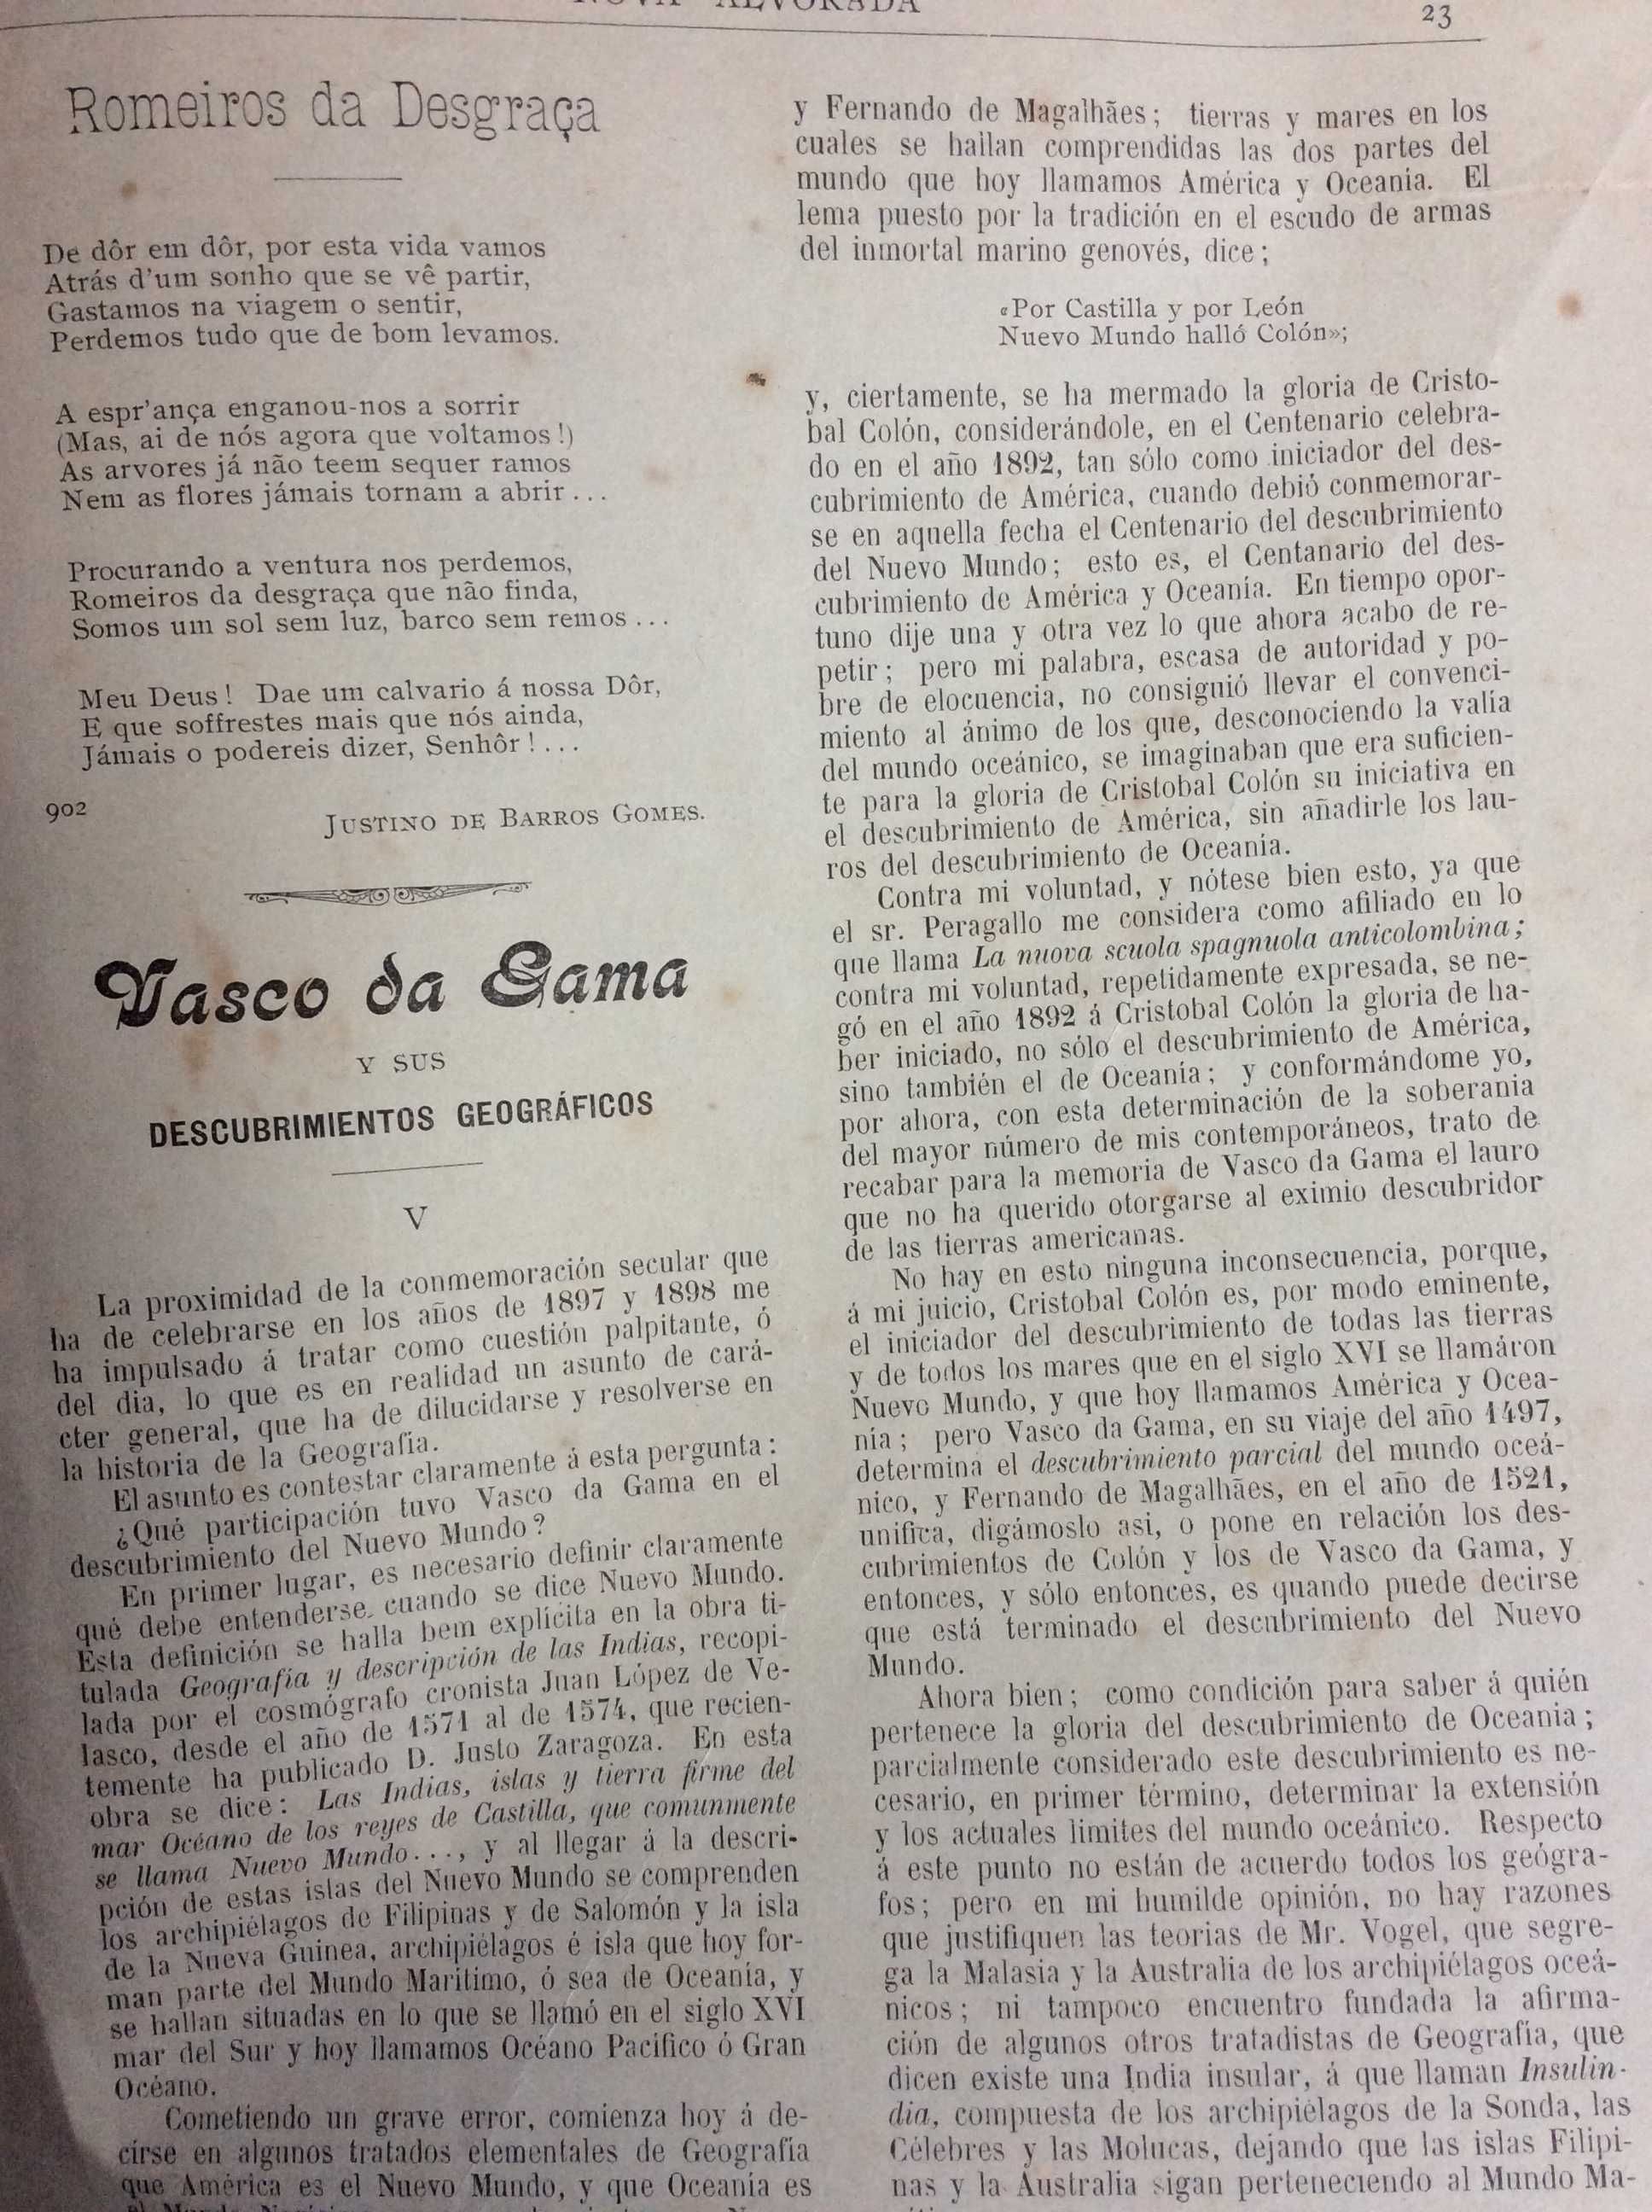 NOVA ALVORADA
23
Romeiros da Desgraça
De dôr em dôr, por esta vida vamos
Atrás d'um sonho que se vê partir,
Gastamos na viagem o sentir,
Perdemos tudo que de bom levamos.
A espr'ança enganou-nos a sorrir
(Mas, ai de nós agora que voltamos!)
As arvores já não teem sequer ramos
Nem as flores jámais tornam a abrir...
Procurando a ventura nos perdemos,
Romeiros da desgraça que não finda,
Somos um sol sem luz, barco sem remos...
Meu Deus! Dae um calvario á nossa Dôr,
E que soffrestes mais que nós ainda,
Jámais o podereis dizer, Senhôr!...
902
JUSTINO DE BARROS GOMES.
Vasco da Gama
Y SUS
DESCUBRIMIENTOS GEOGRÁFICOS
V
La proximidad de la conmemoración secular que
ha de celebrarse en los años de 1897 y 1898 me
ha impulsado á tratar como cuestión palpitante, ó
del dia, lo que es en realidad un asunto de cará-
cter general, que ha de dilucidarse y resolverse en
la historia de la Geografía.
El asunto es contestar claramente á esta pergunta:
¿Qué participación tuvo Vasco da Gama en el
descubrimiento del Nuevo Mundo?
En primer lugar, es necesario definir claramente
qué debe entenderse cuando se dice Nuevo Mundo.
Esta definición se halla bem explícita en la obra ti-
tulada Geografía y descripción de las Indias, recopi-
lada por el cosmógrafo cronista Juan López de Ve-
lasco, desde el año de 1571 al de 1574, que recien-
temente ha publicado D. Justo Zaragoza. En esta
obra se dice: Las Indias, islas y tierra firme del
mar Océano de los reyes de Castilla, que comunmente
se llama Nuevo Mundo..., y al llegar á la descri-
pción de estas islas del Nuevo Mundo se comprenden
los archipiélagos de Filipinas y de Salomón y la isla
de la Nueva Guinea, archipiélagos é isla que hoy for-
man parte del Mundo Marítimo, ó sea de Oceanía, y
se hallan situadas en lo que se llamó en el siglo XVI
mar del Sur y hoy llamamos Océano Pacífico ó Gran
Océano.
Cometiendo un grave error, comienza hoy á de-
cirse en algunos tratados elementales de Geografía
que América es el Nuevo Mundo, y que Oceanía es
y Fernando de Magalhães; tierras y mares en los
cuales se hallan comprendidas las dos partes del
mundo que hoy llamamos América y Oceanía. El
lema puesto por la tradición en el escudo de armas
del inmortal marino genovés, dice;
«Por Castilla y por León
Nuevo Mundo halló Colón»;
y, ciertamente, se ha mermado la gloria de Cristo-
bal Colón, considerándole, en el Centenario celebra-
do en el año 1892, tan sólo como iniciador del des-
cubrimiento de América, cuando debió conmemorar-
se en aquella fecha el Centenario del descubrimiento
del Nuevo Mundo; esto es, el Centanario del des-
cubrimiento de América y Oceanía. En tiempo opor-
tuno dije una y otra vez lo que ahora acabo de re-
petir; pero mi palabra, escasa de autoridad y po-
bre de elocuencia, no consiguió llevar el convenci-
miento al ánimo de los que, desconociendo la valía
del mundo oceánico, se imaginaban que era suficien-
te para la gloria de Cristobal Colón su iniciativa en
el descubrimiento de América, sin añadirle los lau-
ros del descubrimiento de Oceanía.
Contra mi voluntad, y nótese bien esto, ya que
el sr. Peragallo me considera como afiliado en lo
que llama La nuova scuola spagnuola anticolombina;
contra mi voluntad, repetidamente expresada, se ne-
gó en el año 1892 á Cristobal Colón la gloria de ha-
ber iniciado, no sólo el descubrimiento de América,
sino también el de Oceanía; y conformándome yo,
por ahora, con esta determinación de la soberania
del mayor número de mis contemporáneos, trato de
recabar para la memoria de Vasco da Gama el lauro
que no ha querido otorgarse al eximio descubridor
de las tierras americanas.
No hay en esto ninguna inconsecuencia, porque,
á mi juicio, Cristobal Colón es, por modo eminente,
el iniciador del descubrimiento de todas las tierras
y de todos los mares que en el siglo XVI se llamáron
Nuevo Mundo, y que hoy llamamos América y Ocea-
nía; pero Vasco da Gama, en su viaje del año 1497,
determina el descubrimiento parcial del mundo oceá-
nico, y Fernando de Magalhães, en el año de 1521,
unifica, digámoslo asi, o pone en relación los des-
cubrimientos de Colón y los de Vasco da Gama, y
entonces, y sólo entonces, es quando puede decirse
que está terminado el descubrimiento del Nuevo
Mundo.
Ahora bien; como condición para saber á quién
pertenece la gloria del descubrimiento de Oceania;
parcialmente considerado este descubrimiento es ne-
cesario, en primer término, determinar la extensión
y los actuales limites del mundo oceánico. Respecto
á este punto no están de acuerdo todos los geógra-
fos; pero en mi humilde opinión, no hay razones
que justifiquen las teorias de Mr. Vogel, que segre-
ga la Malasia y la Australia de los archipiélagos oceá-
nicos; ni tampoco encuentro fundada la afirma-
ción de algunos otros tratadistas de Geografía, que
dicen existe una India insular, á que llaman Insulin-
dia, compuesta de los archipiélagos de la Sonda, las
Célebres y las Molucas, dejando que las islas Filipi-
nas y la Australia sigan perteneciendo al Mundo Ma-